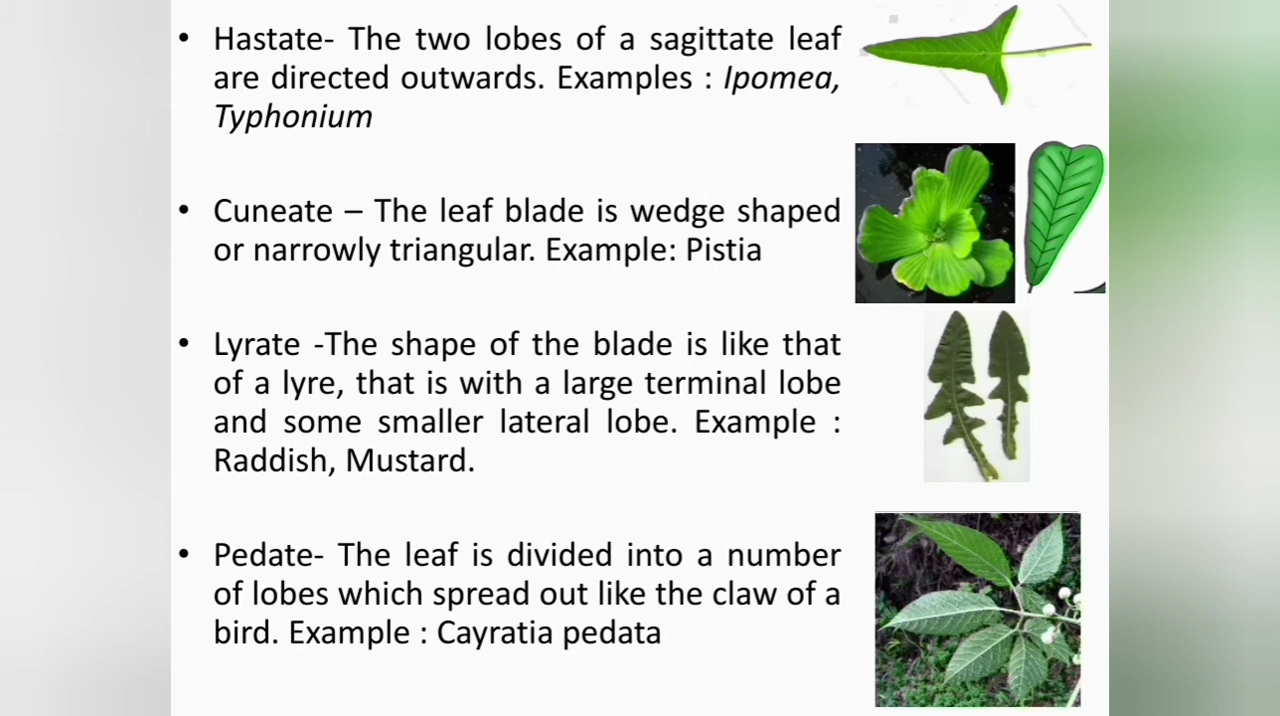 • Hastate- The two lobes of a sagittate leaf
are directed outwards. Examples : Ipomea,
Typhonium
• Cuneate – The leaf blade is wedge shaped
or narrowly triangular. Example: Pistia
• Lyrate -The shape of the blade is like that
of a lyre, that is with a large terminal lobe
and some smaller lateral lobe. Example :
Raddish, Mustard.
• Pedate- The leaf is divided into a number
of lobes which spread out like the claw of a
bird. Example : Cayratia pedata